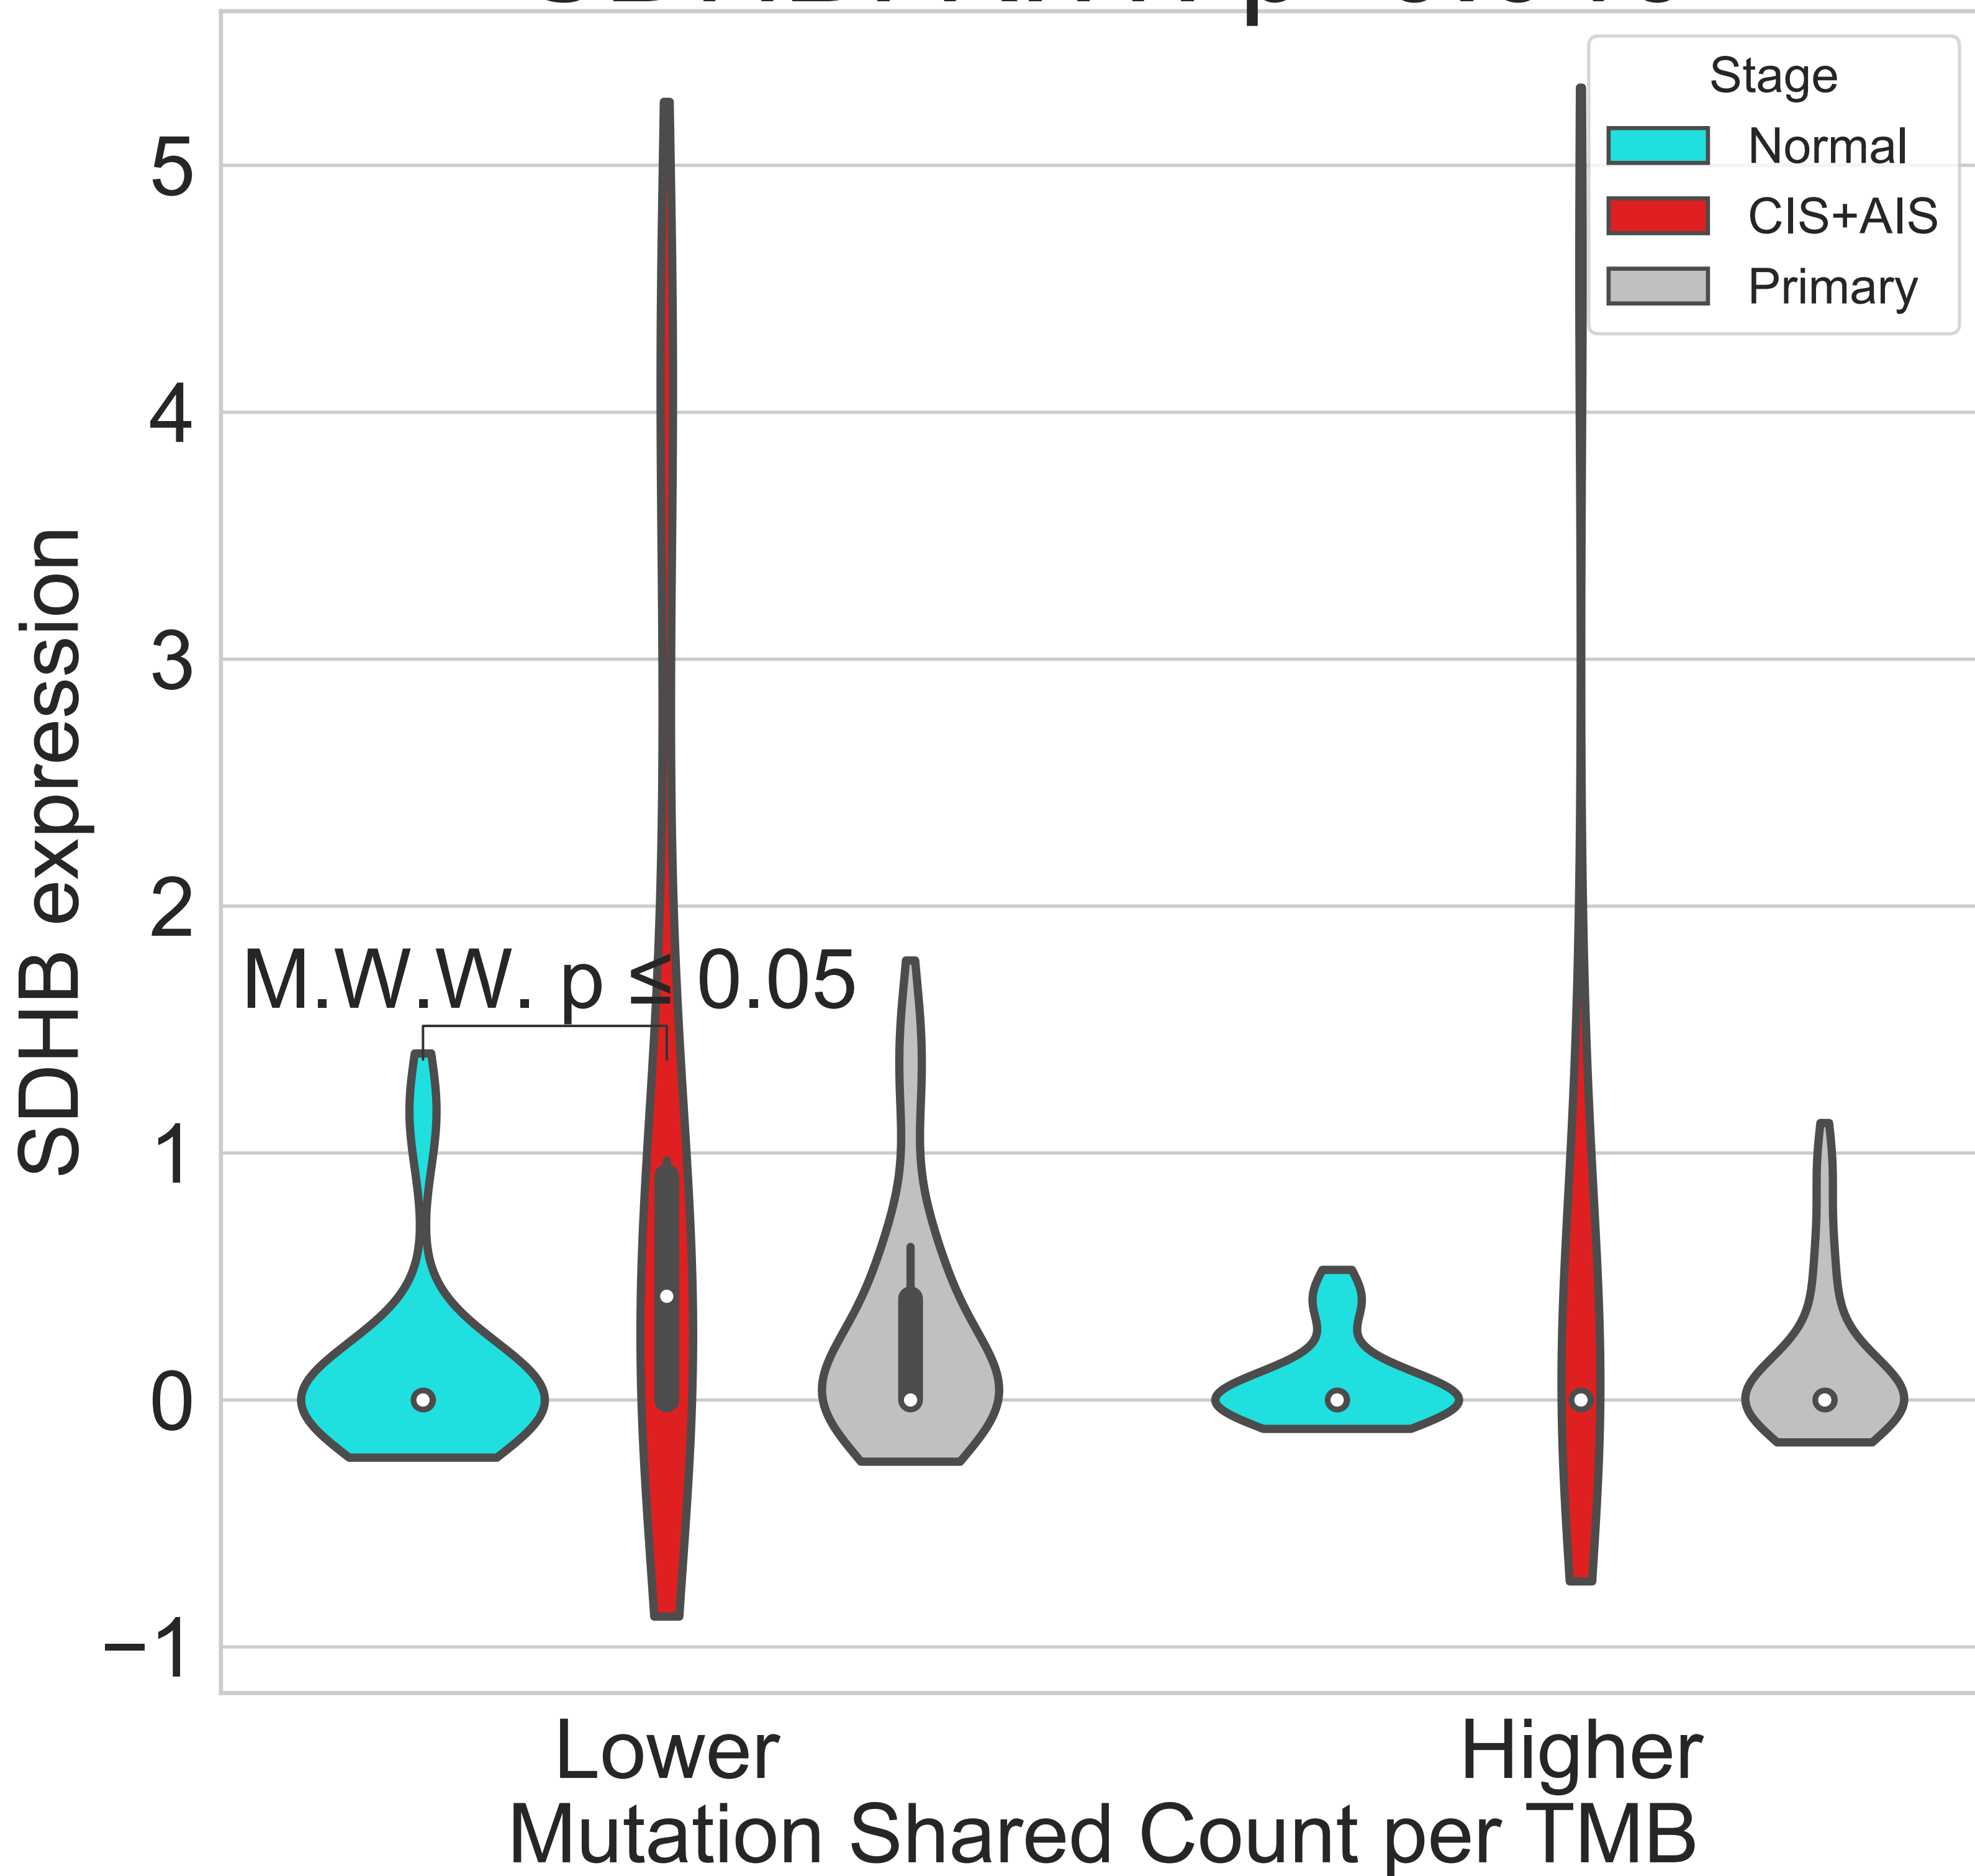 Stage
Normal
CIS+AIS
Primary
5
4
3
2
1
0
−1
SDHB expression
M.W.W. p ≤ 0.05
Lower
Higher
Mutation Shared Count per TMB